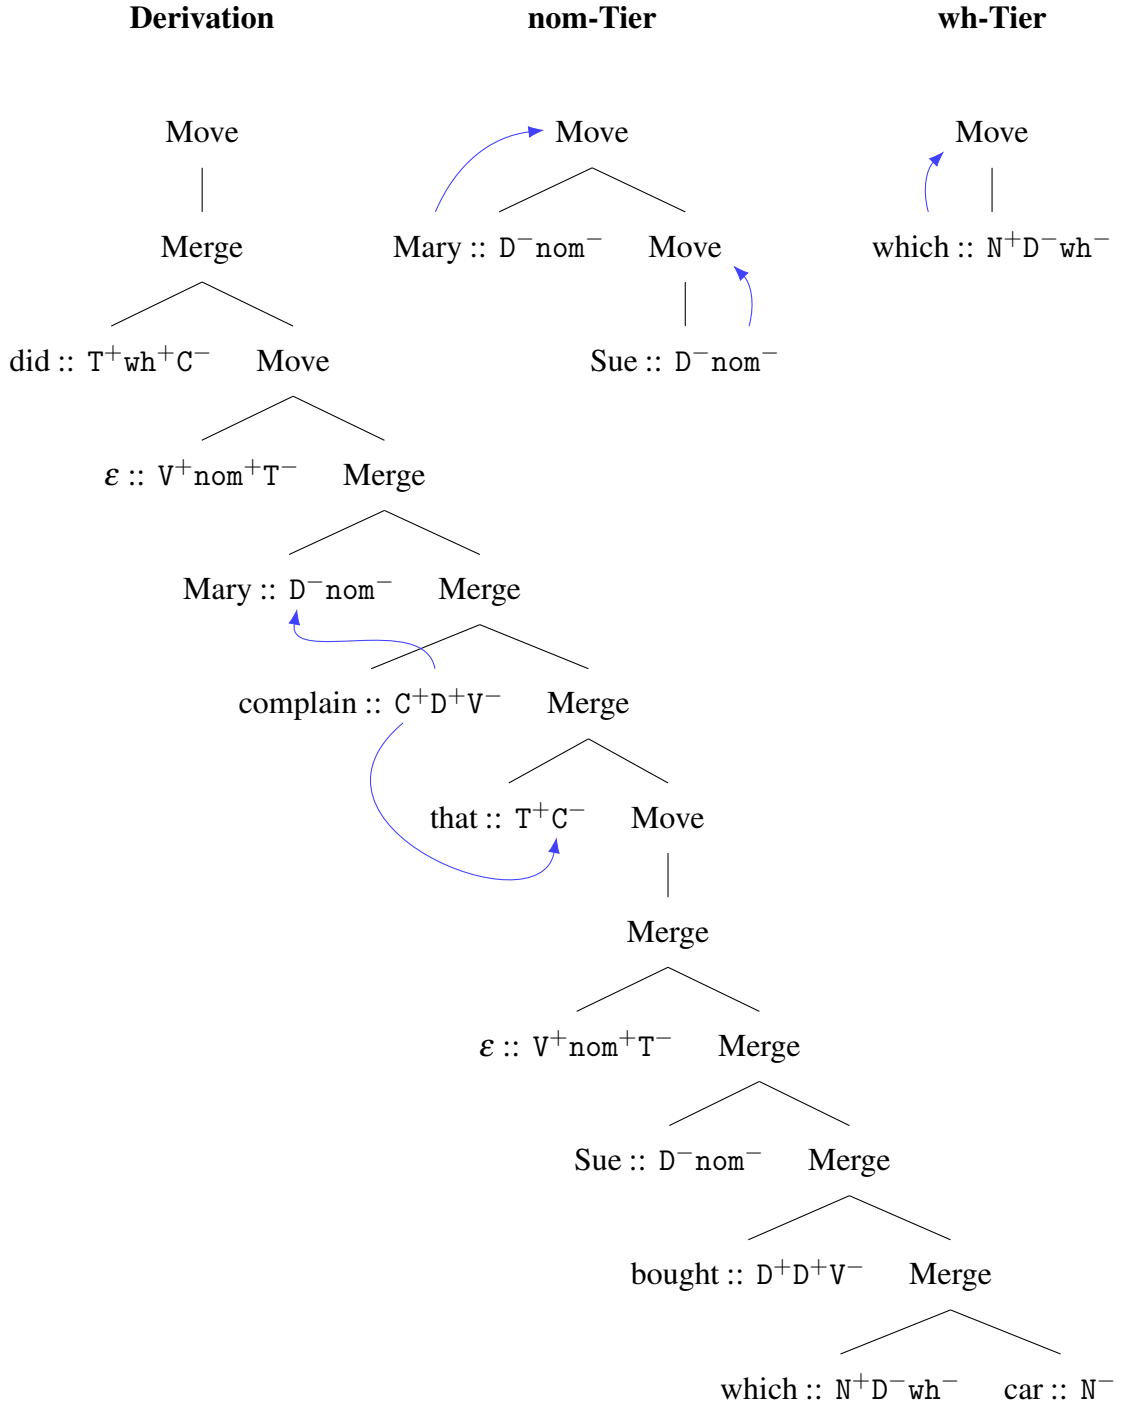 Derivation nom-Tier wh-Tier
Move Move Move
Merge Mary :: D⁻nom⁻ Move which :: N⁺D⁻wh⁻
did :: T⁺wh⁺C⁻ Move Sue :: D⁻nom⁻
ε :: V⁺nom⁺T⁻ Merge
Mary :: D⁻nom⁻ Merge
complain :: C⁺D⁺V⁻ Merge
that :: T⁺C⁻ Move
Merge
ε :: V⁺nom⁺T⁻ Merge
Sue :: D⁻nom⁻ Merge
bought :: D⁺D⁺V⁻ Merge
which :: N⁺D⁻wh⁻ car :: N⁻